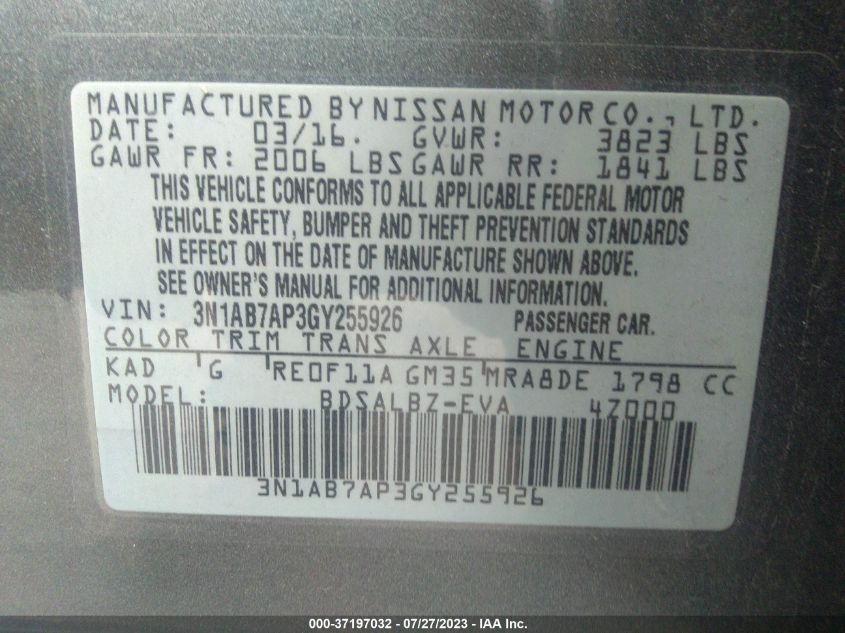 MANUFACTURED BY NISSAN MOTOR CO., LTD.
DATE: 03/16. GVWR: 3823 LBS
GAWR FR: 2006 LBS GAWR RR: 1841 LBS
THIS VEHICLE CONFORMS TO ALL APPLICABLE FEDERAL MOTOR
VEHICLE SAFETY, BUMPER AND THEFT PREVENTION STANDARDS
IN EFFECT ON THE DATE OF MANUFACTURE SHOWN ABOVE.
SEE OWNER'S MANUAL FOR ADDITIONAL INFORMATION.
VIN: 3N1AB7AP3GY255926 PASSENGER CAR.
COLOR TRIM TRANS AXLE ENGINE
KAD G RE0F11A GM35 MRA8DE 1798 CC
MODEL: BDSALBZ-EVA 4Z000
3N1AB7AP3GY255926
000-37197032 / 07/27/2023 - IAA Inc.